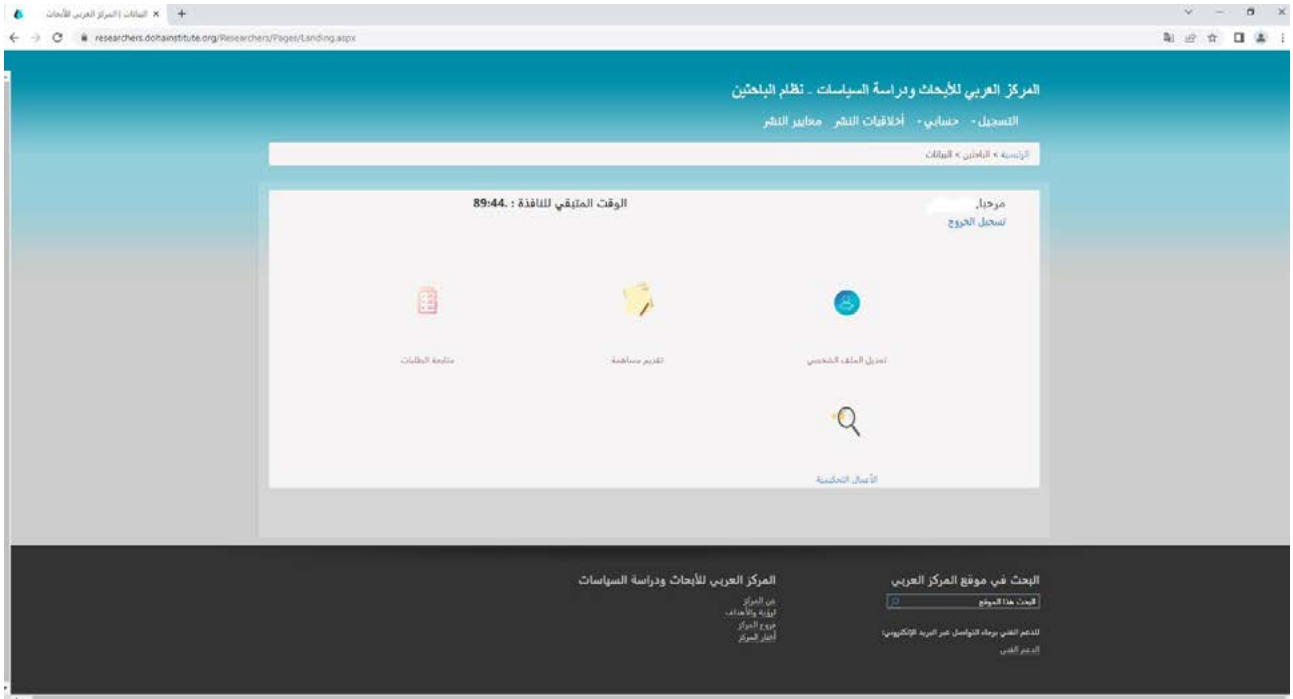 البيانات | المركز العربي للأبحاث
researchers.dohainstitute.org/Researchers/Pages/Landing.aspx
المركز العربي للأبحاث ودراسة السياسات - نظام الباحثين
التسجيل - حسابي - أخلاقيات النشر معايير النشر
الرئيسية > الباحثين > البيانات
مرحبا,
الوقت المتبقي للنافذة : .89:44
تسجيل الخروج
تعديل الملف الشخصي
تقديم مساهمة
متابعة الطلبات
الأعمال التحكيمية
البحث في موقع المركز العربي
البحث هذا الموقع
للدعم الفني برجاء التواصل عبر البريد الإلكتروني:
الدعم الفني
المركز العربي للأبحاث ودراسة السياسات
عن المركز
لرؤية والأهداف
فروع المركز
أخبار المركز